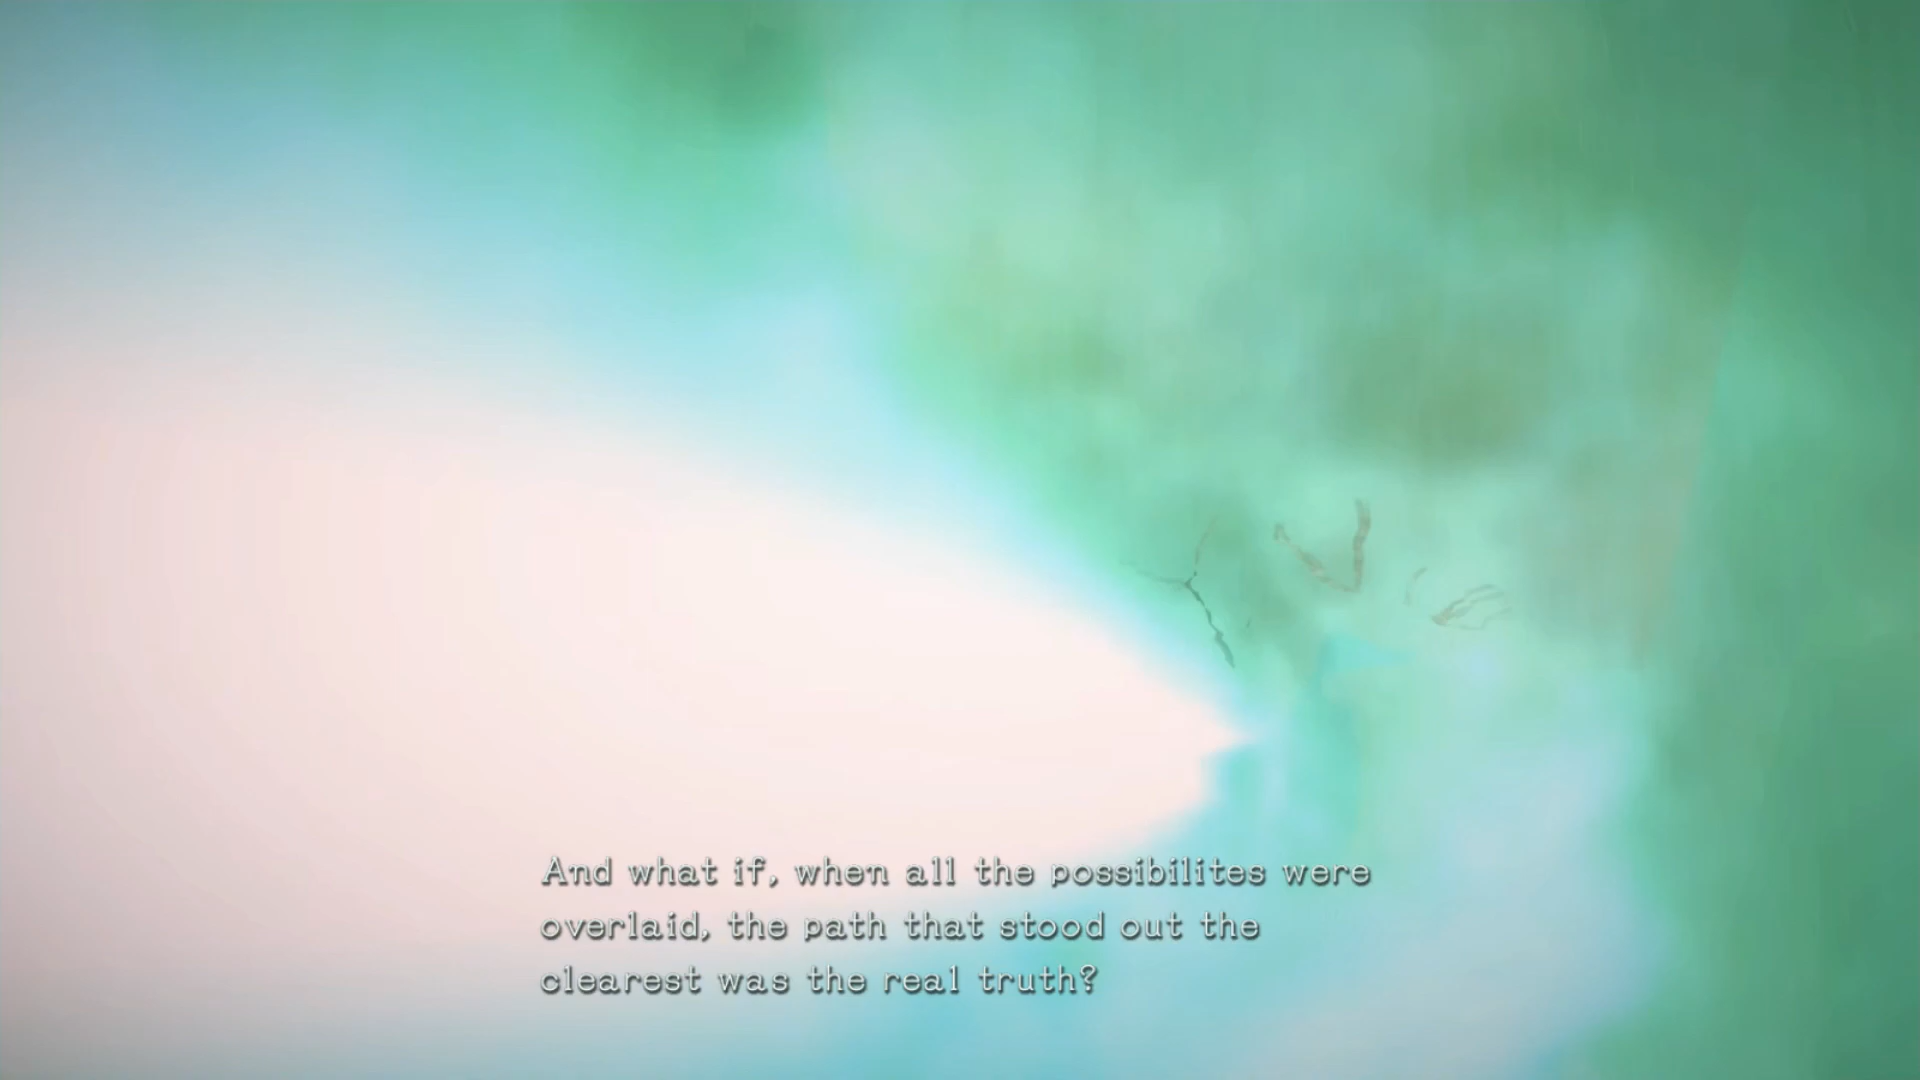 And what if, when all the possibilites were
overlaid, the path that stood out the
clearest was the real truth?